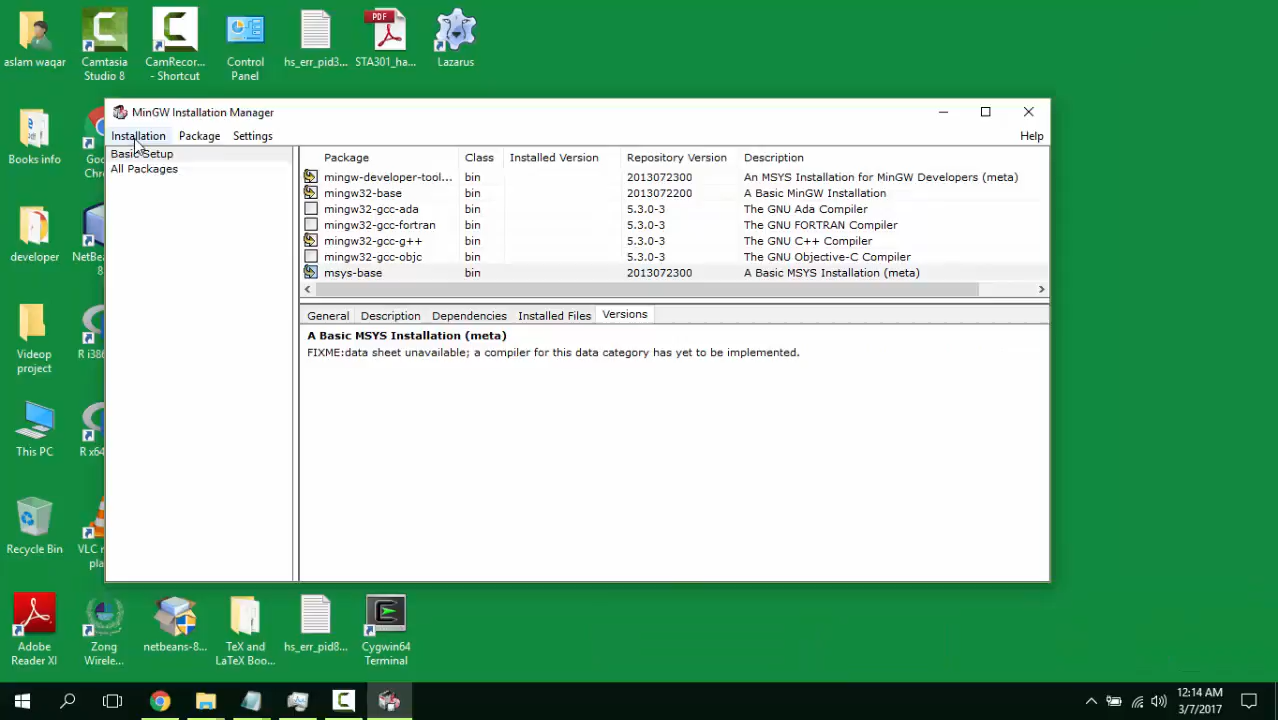 aslam waqar
Camtasia
Studio 8
CamRecor...
- Shortcut
Control
Panel
hs_err_pid3...
PDF
STA301_ha...
Lazarus
Books info
Goo
Chro
developer
NetBea
8
Videop
project
R i38
This PC
R x64
Recycle Bin
VLC m
pla
MinGW Installation Manager
Installation Package Settings Help
Basic Setup
All Packages
Package Class Installed Version Repository Version Description
mingw-developer-tool... bin 2013072300 An MSYS Installation for MinGW Developers (meta)
mingw32-base bin 2013072200 A Basic MinGW Installation
mingw32-gcc-ada bin 5.3.0-3 The GNU Ada Compiler
mingw32-gcc-fortran bin 5.3.0-3 The GNU FORTRAN Compiler
mingw32-gcc-g++ bin 5.3.0-3 The GNU C++ Compiler
mingw32-gcc-objc bin 5.3.0-3 The GNU Objective-C Compiler
msys-base bin 2013072300 A Basic MSYS Installation (meta)
General Description Dependencies Installed Files Versions
A Basic MSYS Installation (meta)
FIXME:data sheet unavailable; a compiler for this data category has yet to be implemented.
Adobe
Reader XI
Zong
Wirele...
netbeans-8...
TeX and
LaTeX Boo...
hs_err_pid8...
Cygwin64
Terminal
12:14 AM
3/7/2017